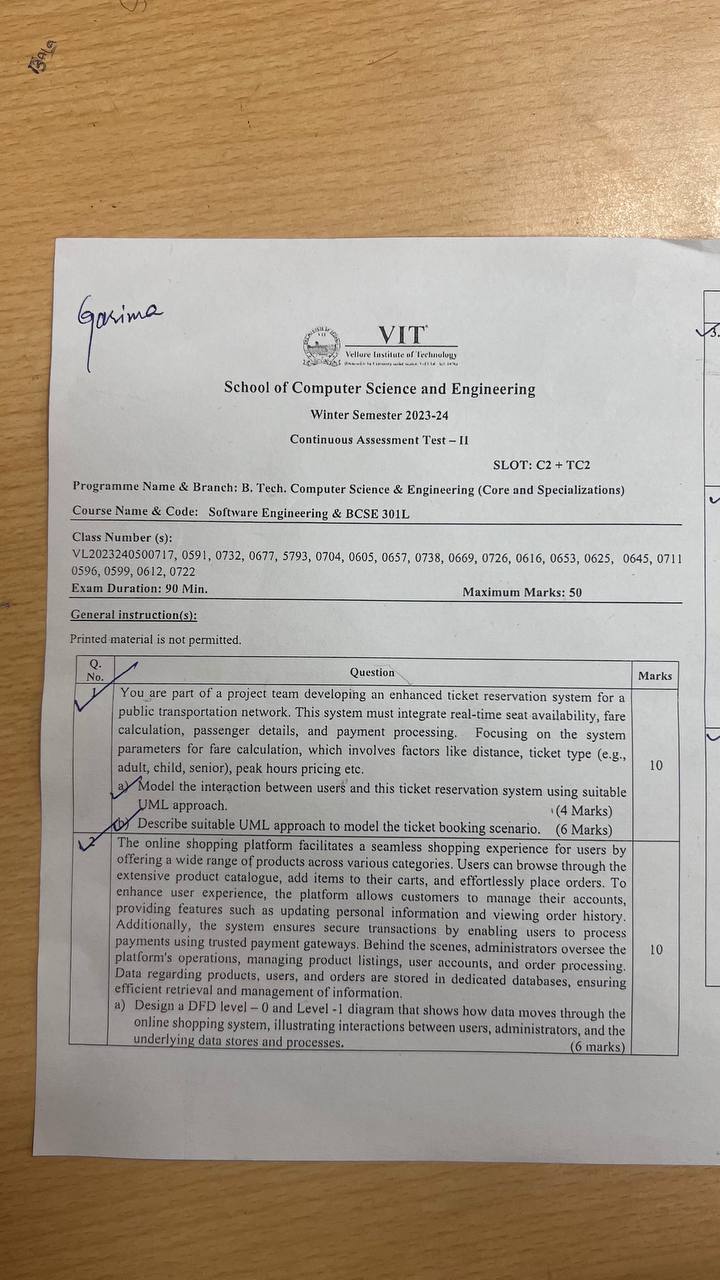 BALa
Garima
VIT
Vellore Institute of Technology
School of Computer Science and Engineering
Winter Semester 2023-24
Continuous Assessment Test – II
SLOT: C2 + TC2
Programme Name & Branch: B. Tech. Computer Science & Engineering (Core and Specializations)
Course Name & Code: Software Engineering & BCSE 301L
Class Number (s):
VL2023240500717, 0591, 0732, 0677, 5793, 0704, 0605, 0657, 0738, 0669, 0726, 0616, 0653, 0625, 0645, 0711
0596, 0599, 0612, 0722
Exam Duration: 90 Min. Maximum Marks: 50
General instruction(s):
Printed material is not permitted.
Q. No. Question Marks
1 You are part of a project team developing an enhanced ticket reservation system for a
public transportation network. This system must integrate real-time seat availability, fare
calculation, passenger details, and payment processing. Focusing on the system
parameters for fare calculation, which involves factors like distance, ticket type (e.g.,
adult, child, senior), peak hours pricing etc. 10
a) Model the interaction between users and this ticket reservation system using suitable
UML approach. (4 Marks)
b) Describe suitable UML approach to model the ticket booking scenario. (6 Marks)
2 The online shopping platform facilitates a seamless shopping experience for users by
offering a wide range of products across various categories. Users can browse through the
extensive product catalogue, add items to their carts, and effortlessly place orders. To
enhance user experience, the platform allows customers to manage their accounts,
providing features such as updating personal information and viewing order history.
Additionally, the system ensures secure transactions by enabling users to process
payments using trusted payment gateways. Behind the scenes, administrators oversee the 10
platform's operations, managing product listings, user accounts, and order processing.
Data regarding products, users, and orders are stored in dedicated databases, ensuring
efficient retrieval and management of information.
a) Design a DFD level – 0 and Level -1 diagram that shows how data moves through the
online shopping system, illustrating interactions between users, administrators, and the
underlying data stores and processes. (6 marks)